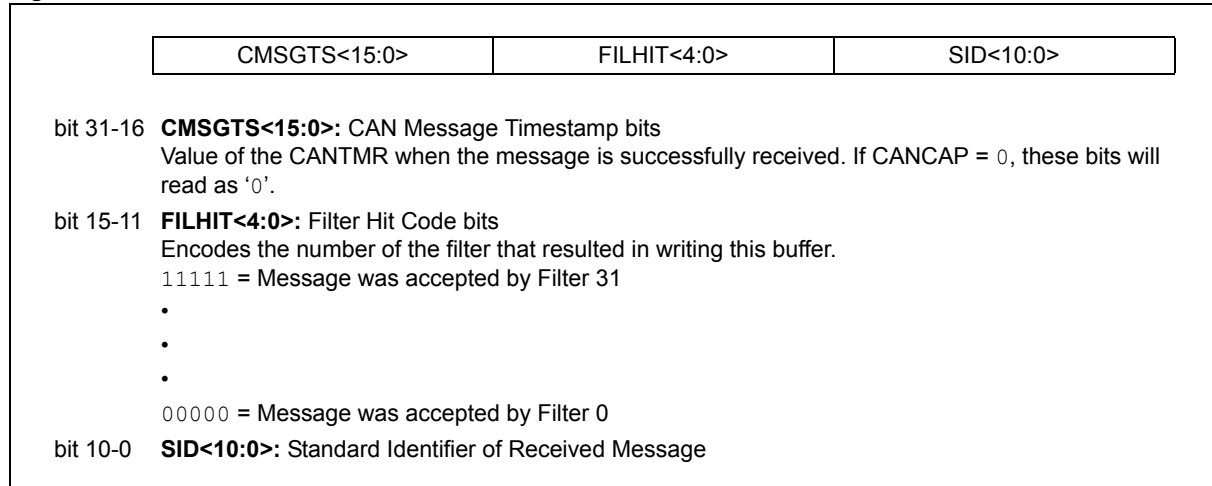 CMSGTS<15:0> FILHIT<4:0> SID<10:0>
bit 31-16 CMSGTS<15:0>: CAN Message Timestamp bits
Value of the CANTMR when the message is successfully received. If CANCAP = 0, these bits will
read as ‘0’.
bit 15-11 FILHIT<4:0>: Filter Hit Code bits
Encodes the number of the filter that resulted in writing this buffer.
11111 = Message was accepted by Filter 31
•
•
•
00000 = Message was accepted by Filter 0
bit 10-0 SID<10:0>: Standard Identifier of Received Message